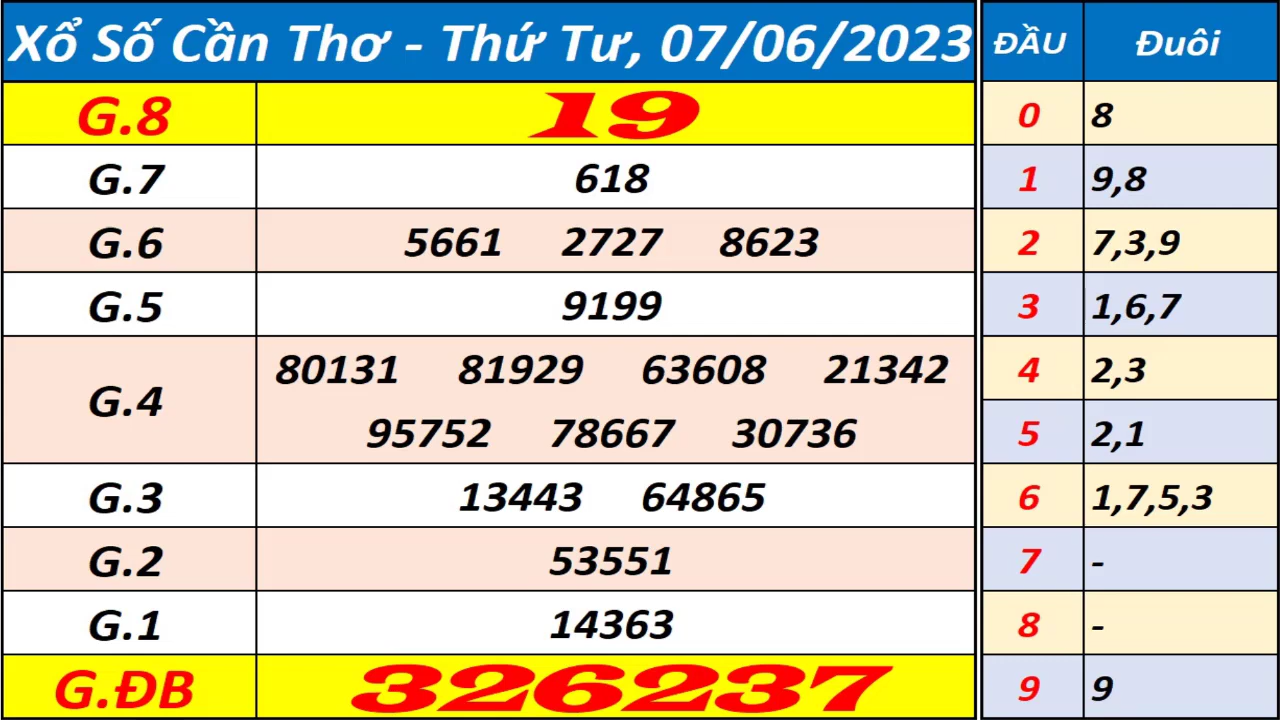 Xổ Số Cần Thơ - Thứ Tư, 07/06/2023 ĐẦU Đuôi
G.8 19 0 8
G.7 618 1 9,8
G.6 5661 2727 8623 2 7,3,9
G.5 9199 3 1,6,7
G.4 80131 81929 63608 21342 4 2,3
95752 78667 30736 5 2,1
G.3 13443 64865 6 1,7,5,3
G.2 53551 7 -
G.1 14363 8 -
G.ĐB 326237 9 9